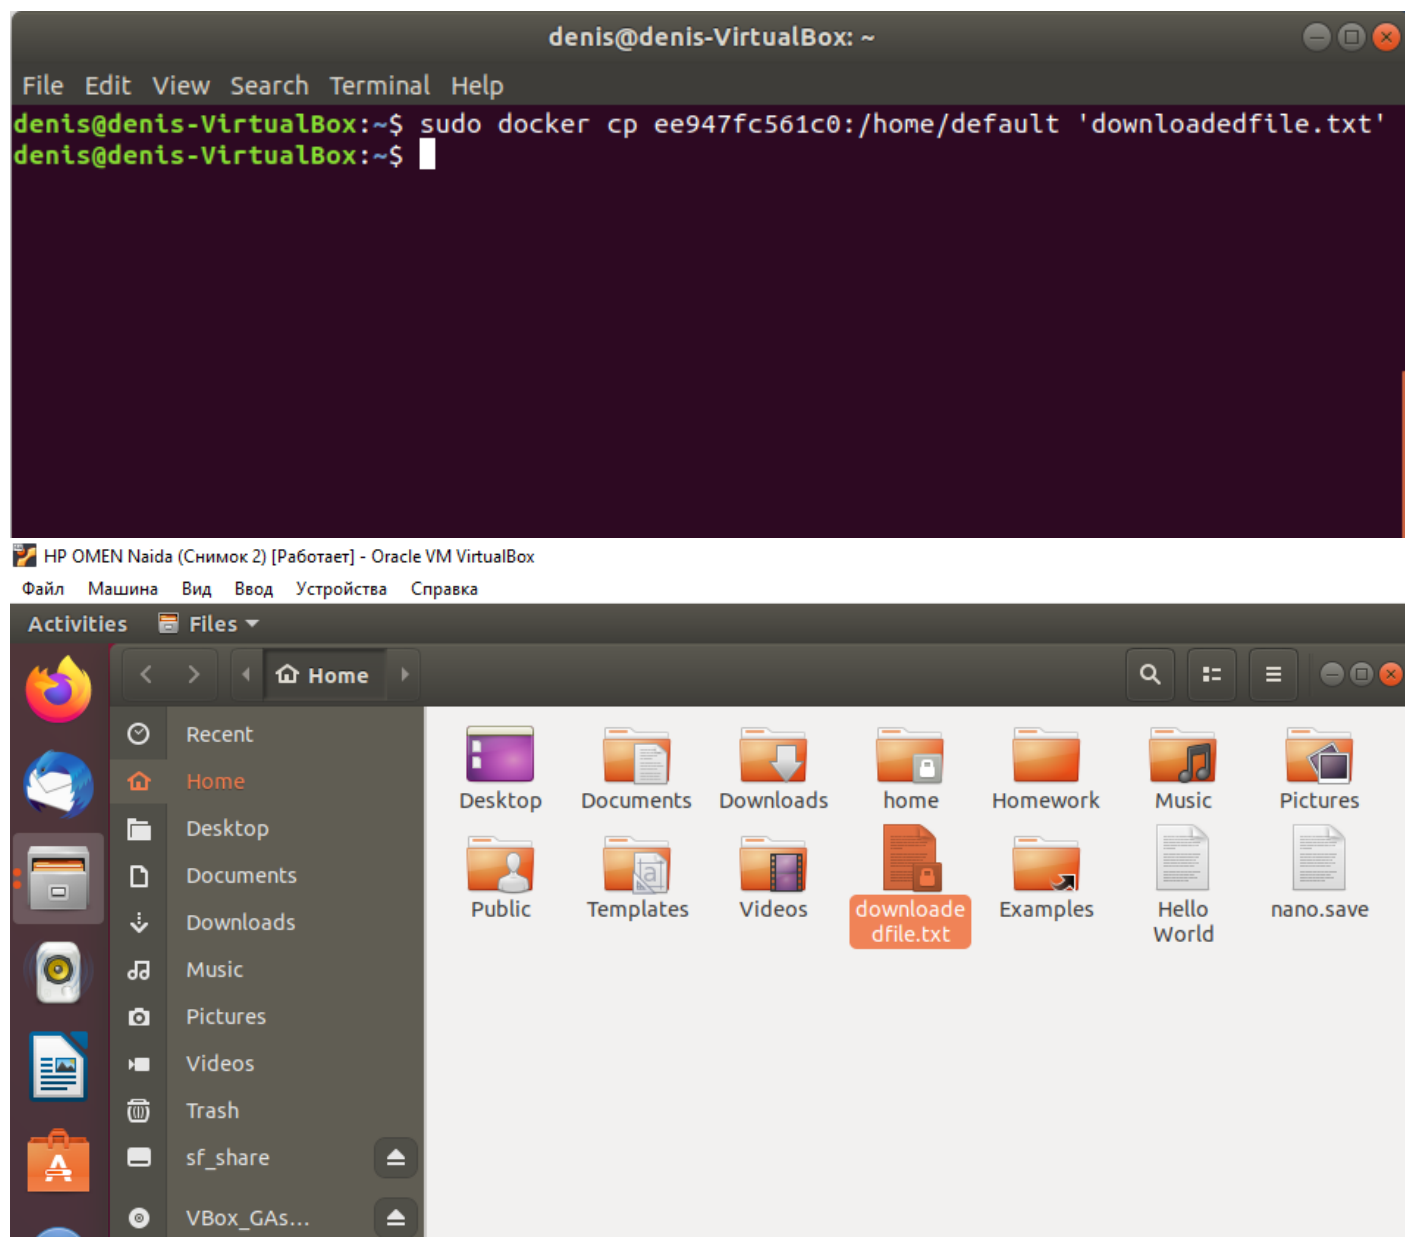 denis@denis-VirtualBox: ~
File Edit View Search Terminal Help
denis@denis-VirtualBox:~$ sudo docker cp ee947fc561c0:/home/default 'downloadedfile.txt'
denis@denis-VirtualBox:~$
HP OMEN Naida (Снимок 2) [Работает] - Oracle VM VirtualBox
Файл Машина Вид Ввод Устройства Справка
Activities Files
Home
Recent
Home
Desktop
Documents
Downloads
Music
Pictures
Videos
Trash
sf_share
VBox_GAs...
Desktop Documents Downloads home Homework Music Pictures
Public Templates Videos downloade Examples Hello nano.save
dfile.txt World